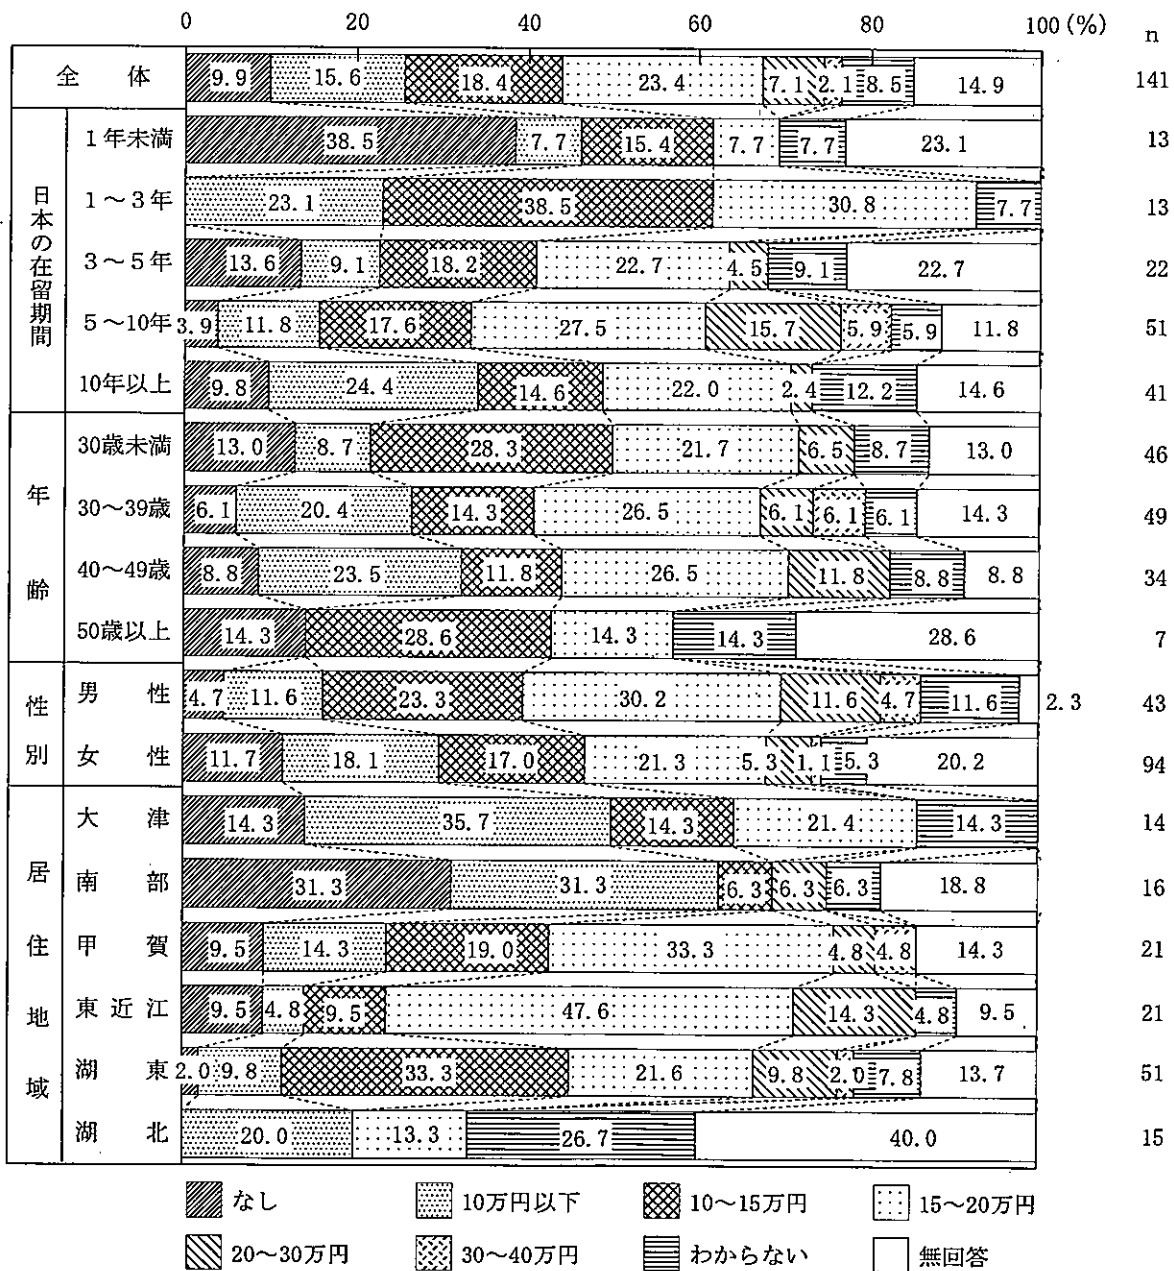 0 20 40 60 80 100 (%) n
全体 9.9 15.6 18.4 23.4 7.1 2.1 8.5 14.9 141
日本の在留期間
1年未満 38.5 7.7 15.4 7.7 7.7 23.1 13
1～3年 23.1 38.5 30.8 7.7 13
3～5年 13.6 9.1 18.2 22.7 4.5 9.1 22.7 22
5～10年 3.9 11.8 17.6 27.5 15.7 5.9 5.9 11.8 51
10年以上 9.8 24.4 14.6 22.0 2.4 12.2 14.6 41
年齢
30歳未満 13.0 8.7 28.3 21.7 6.5 8.7 13.0 46
30～39歳 6.1 20.4 14.3 26.5 6.1 6.1 6.1 14.3 49
40～49歳 8.8 23.5 11.8 26.5 11.8 8.8 8.8 34
50歳以上 14.3 28.6 14.3 14.3 28.6 7
性別
男性 4.7 11.6 23.3 30.2 11.6 4.7 11.6 2.3 43
女性 11.7 18.1 17.0 21.3 5.3 1.1 5.3 20.2 94
居住地域
大津 14.3 35.7 14.3 21.4 14.3 14
南部 31.3 31.3 6.3 6.3 6.3 18.8 16
甲賀 9.5 14.3 19.0 33.3 4.8 4.8 14.3 21
東近江 9.5 4.8 9.5 47.6 14.3 4.8 9.5 21
湖東 2.0 9.8 33.3 21.6 9.8 2.0 7.8 13.7 51
湖北 20.0 13.3 26.7 40.0 15
なし 10万円以下 10～15万円 15～20万円
20～30万円 30～40万円 わからない 無回答